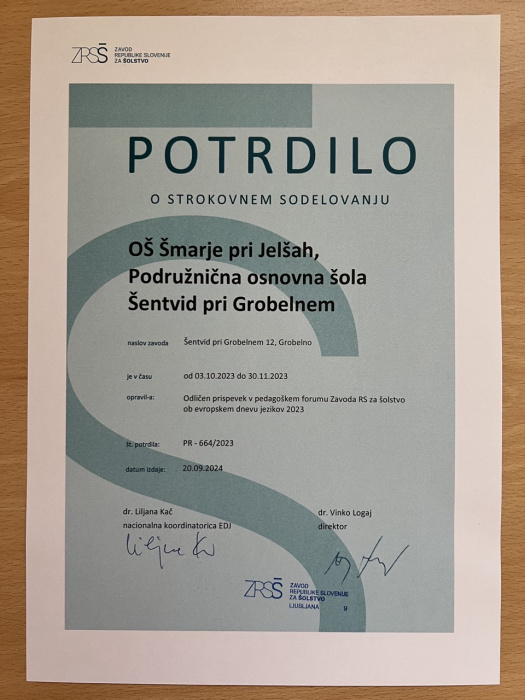 ZRSŠ ZAVOD
REPUBLIKE SLOVENIJE
ZA ŠOLSTVO
POTRDILO
O STROKOVNEM SODELOVANJU
OŠ Šmarje pri Jelšah,
Podružnična osnovna šola
Šentvid pri Grobelnem
naslov zavoda Šentvid pri Grobelnem 12, Grobelno
je v času od 03.10.2023 do 30.11.2023
opravil-a: Odličen prispevek v pedagoškem forumu Zavoda RS za šolstvo
ob evropskem dnevu jezikov 2023
št. potrdila: PR - 664/2023
datum izdaje: 20.09.2024
dr. Liljana Kač dr. Vinko Logaj
nacionalna koordinatorica EDJ direktor
ZRSŠ ZAVOD
REPUBLIKE SLOVENIJE
ZA ŠOLSTVO
LJUBLJANA 9